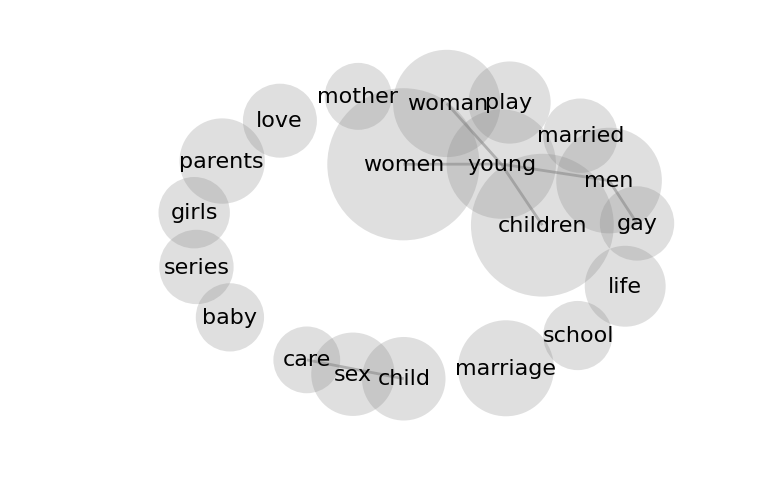 mother
woman
play
love
married
parents
women
young
men
girls
children
gay
series
life
baby
school
care
sex
child
marriage